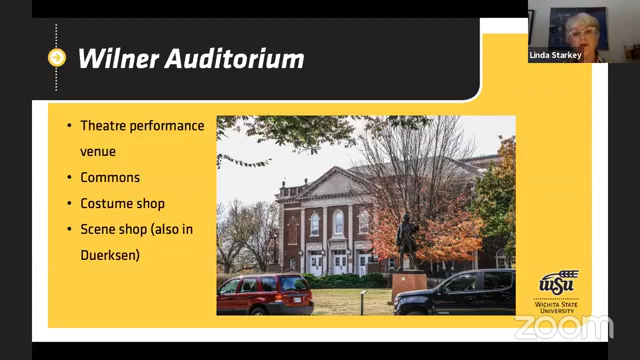 Wilner Auditorium
Linda Starkey
• Theatre performance
venue
• Commons
• Costume shop
• Scene shop (also in
Duerksen)
wsu
WICHITA STATE
UNIVERSITY
zoom